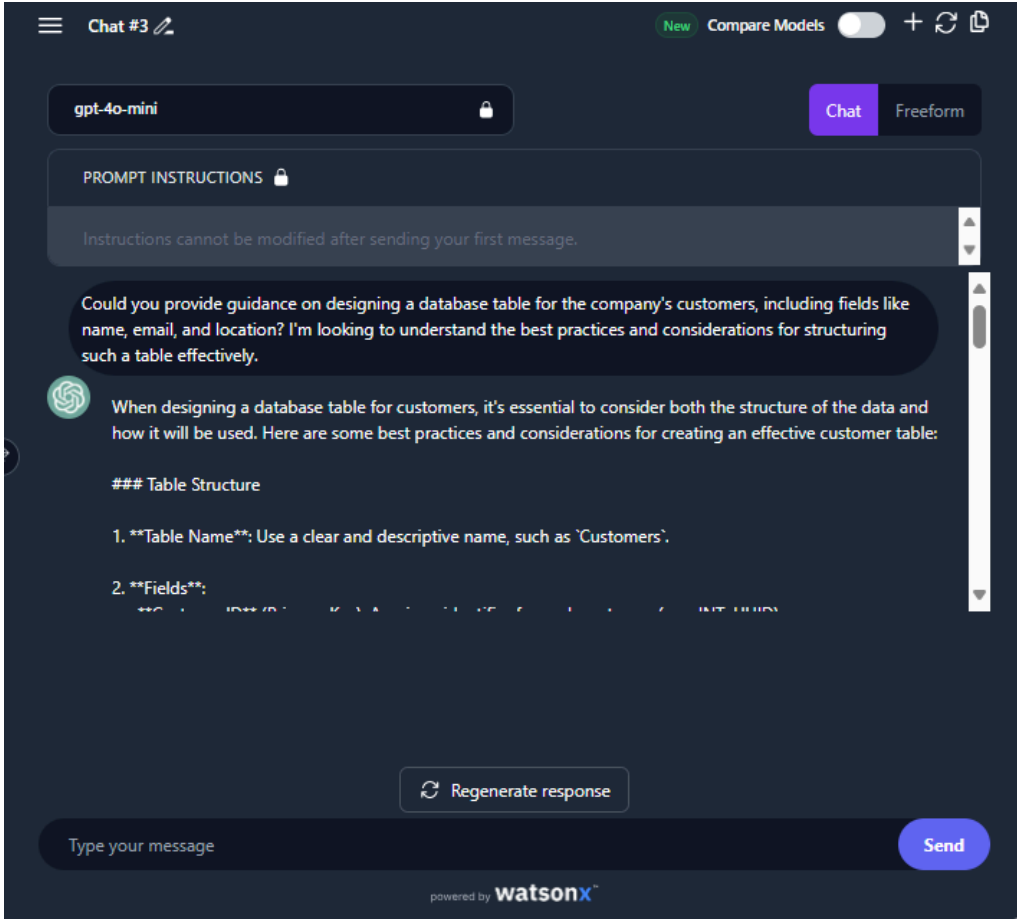 Chat #3
New Compare Models
gpt-4o-mini
Chat Freeform
PROMPT INSTRUCTIONS
Instructions cannot be modified after sending your first message.
Could you provide guidance on designing a database table for the company's customers, including fields like
name, email, and location? I'm looking to understand the best practices and considerations for structuring
such a table effectively.
When designing a database table for customers, it's essential to consider both the structure of the data and
how it will be used. Here are some best practices and considerations for creating an effective customer table:
### Table Structure
1. **Table Name**: Use a clear and descriptive name, such as `Customers`.
2. **Fields**:
Regenerate response
Type your message
Send
powered by watsonx™